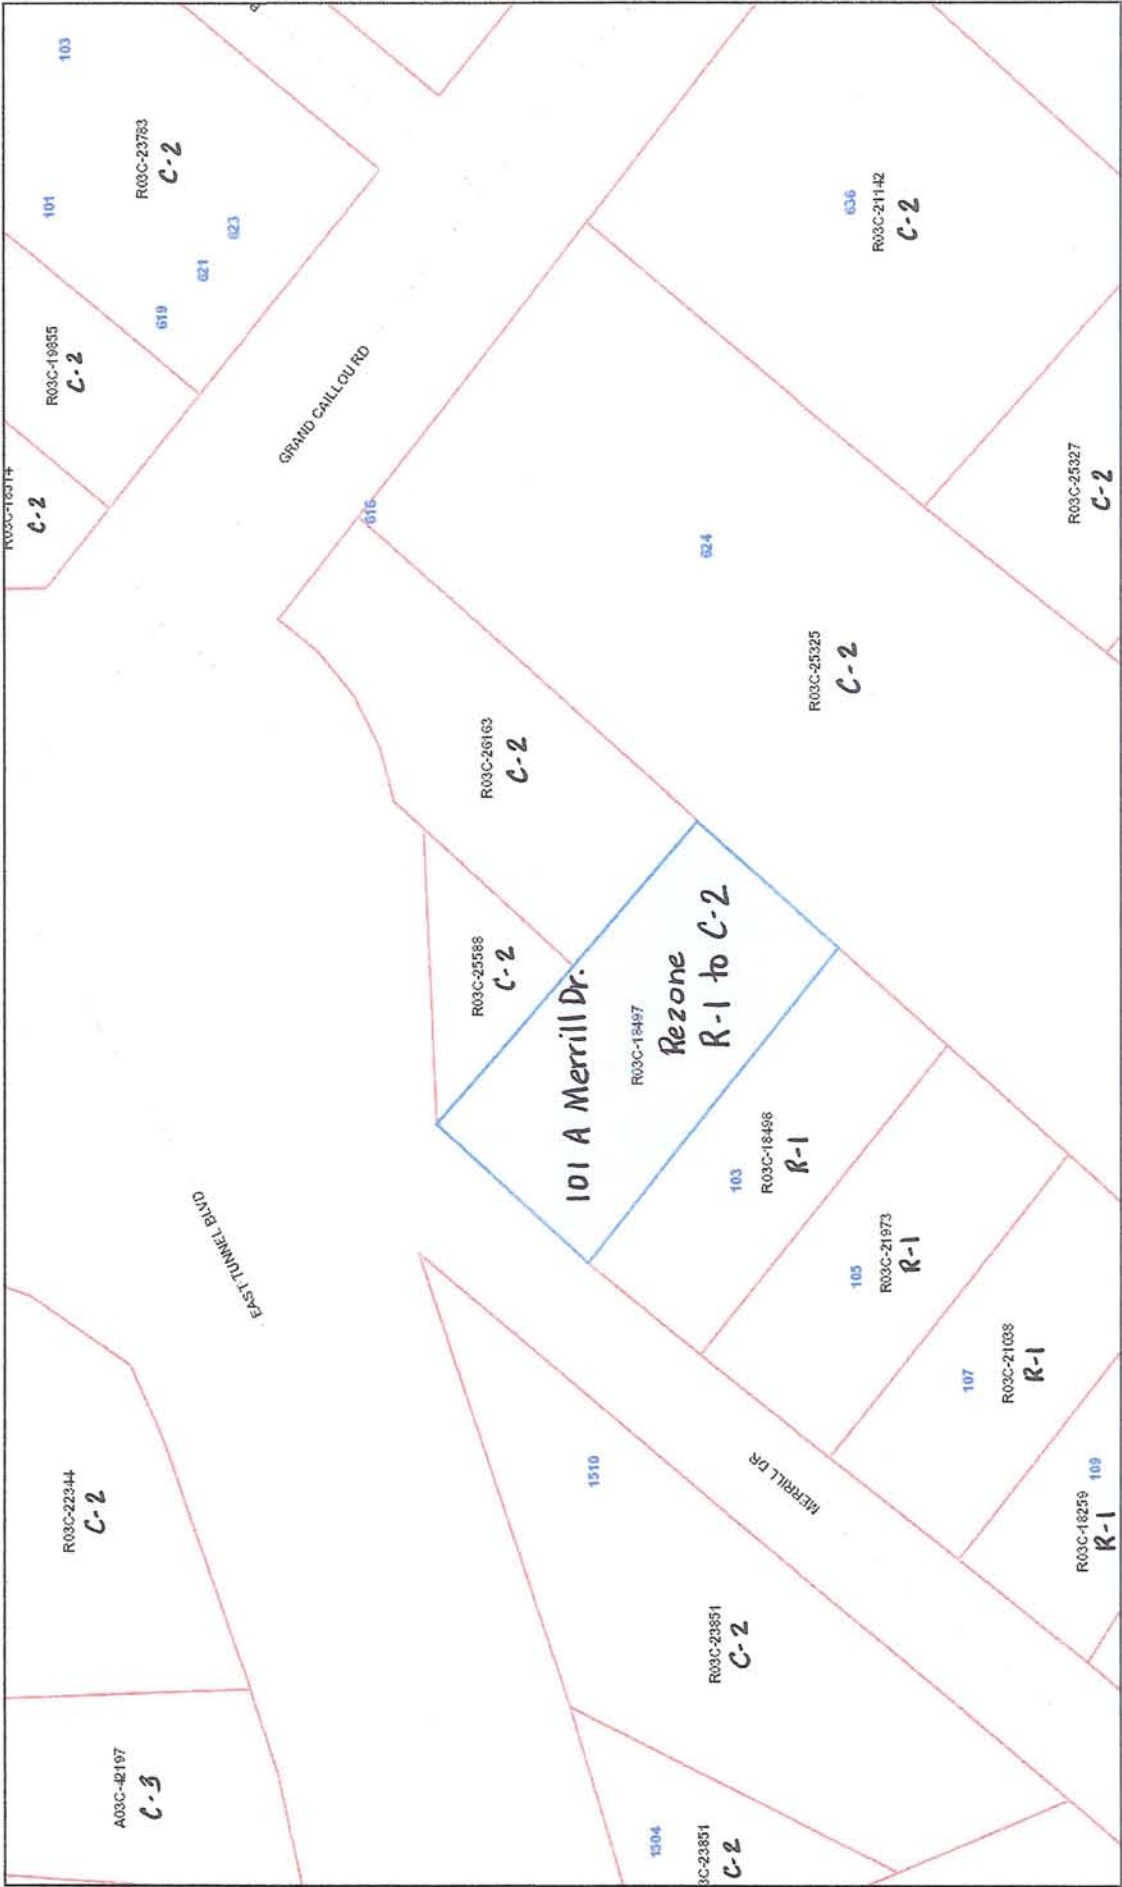 A03C-42197
C-3
R03C-22344
C-2
C-2
R03C-19855
C-2
101
103
R03C-23783
C-2
619
621
623
EAST TUNNEL BLVD
GRAND CAILLOU RD
616
R03C-25588
C-2
R03C-26163
C-2
101 A Merrill Dr.
R03C-18497
Rezone
R-1 to C-2
624
R03C-25325
C-2
636
R03C-21142
C-2
R03C-25327
C-2
1510
R03C-23851
C-2
1504
3C-23851
C-2
MERRILL DR
103
R03C-18498
R-1
105
R03C-21973
R-1
107
R03C-21038
R-1
109
R03C-18259
R-1